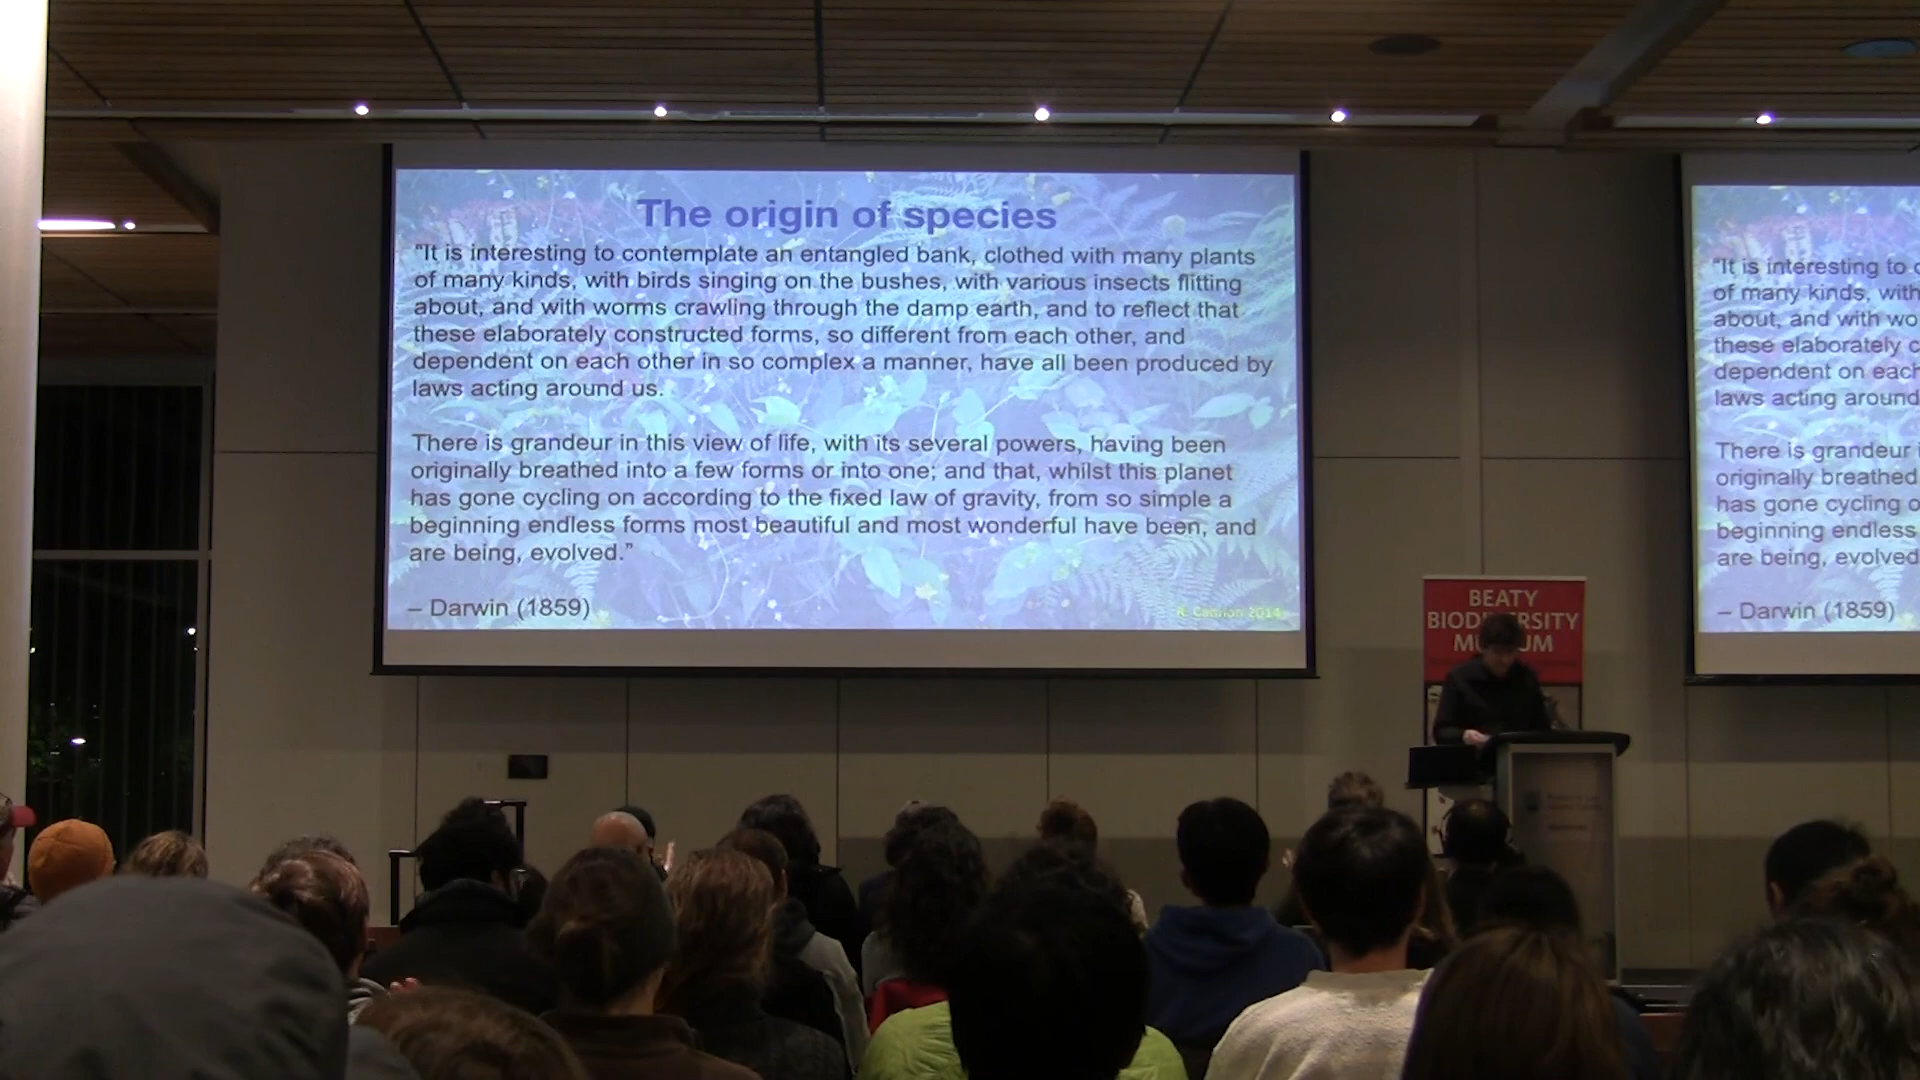 The origin of species
“It is interesting to contemplate an entangled bank, clothed with many plants
of many kinds, with birds singing on the bushes, with various insects flitting
about, and with worms crawling through the damp earth, and to reflect that
these elaborately constructed forms, so different from each other, and
dependent on each other in so complex a manner, have all been produced by
laws acting around us.
There is grandeur in this view of life, with its several powers, having been
originally breathed into a few forms or into one; and that, whilst this planet
has gone cycling on according to the fixed law of gravity, from so simple a
beginning endless forms most beautiful and most wonderful have been, and
are being, evolved.”
– Darwin (1859)
R. Cannon 2014
BEATY
BIODIVERSITY
MUSEUM
“It is interesting to
of many kinds, with
about, and with wo
these elaborately c
dependent on each
laws acting around
There is grandeur
originally breathed
has gone cycling o
beginning endless
are being, evolved
– Darwin (1859)